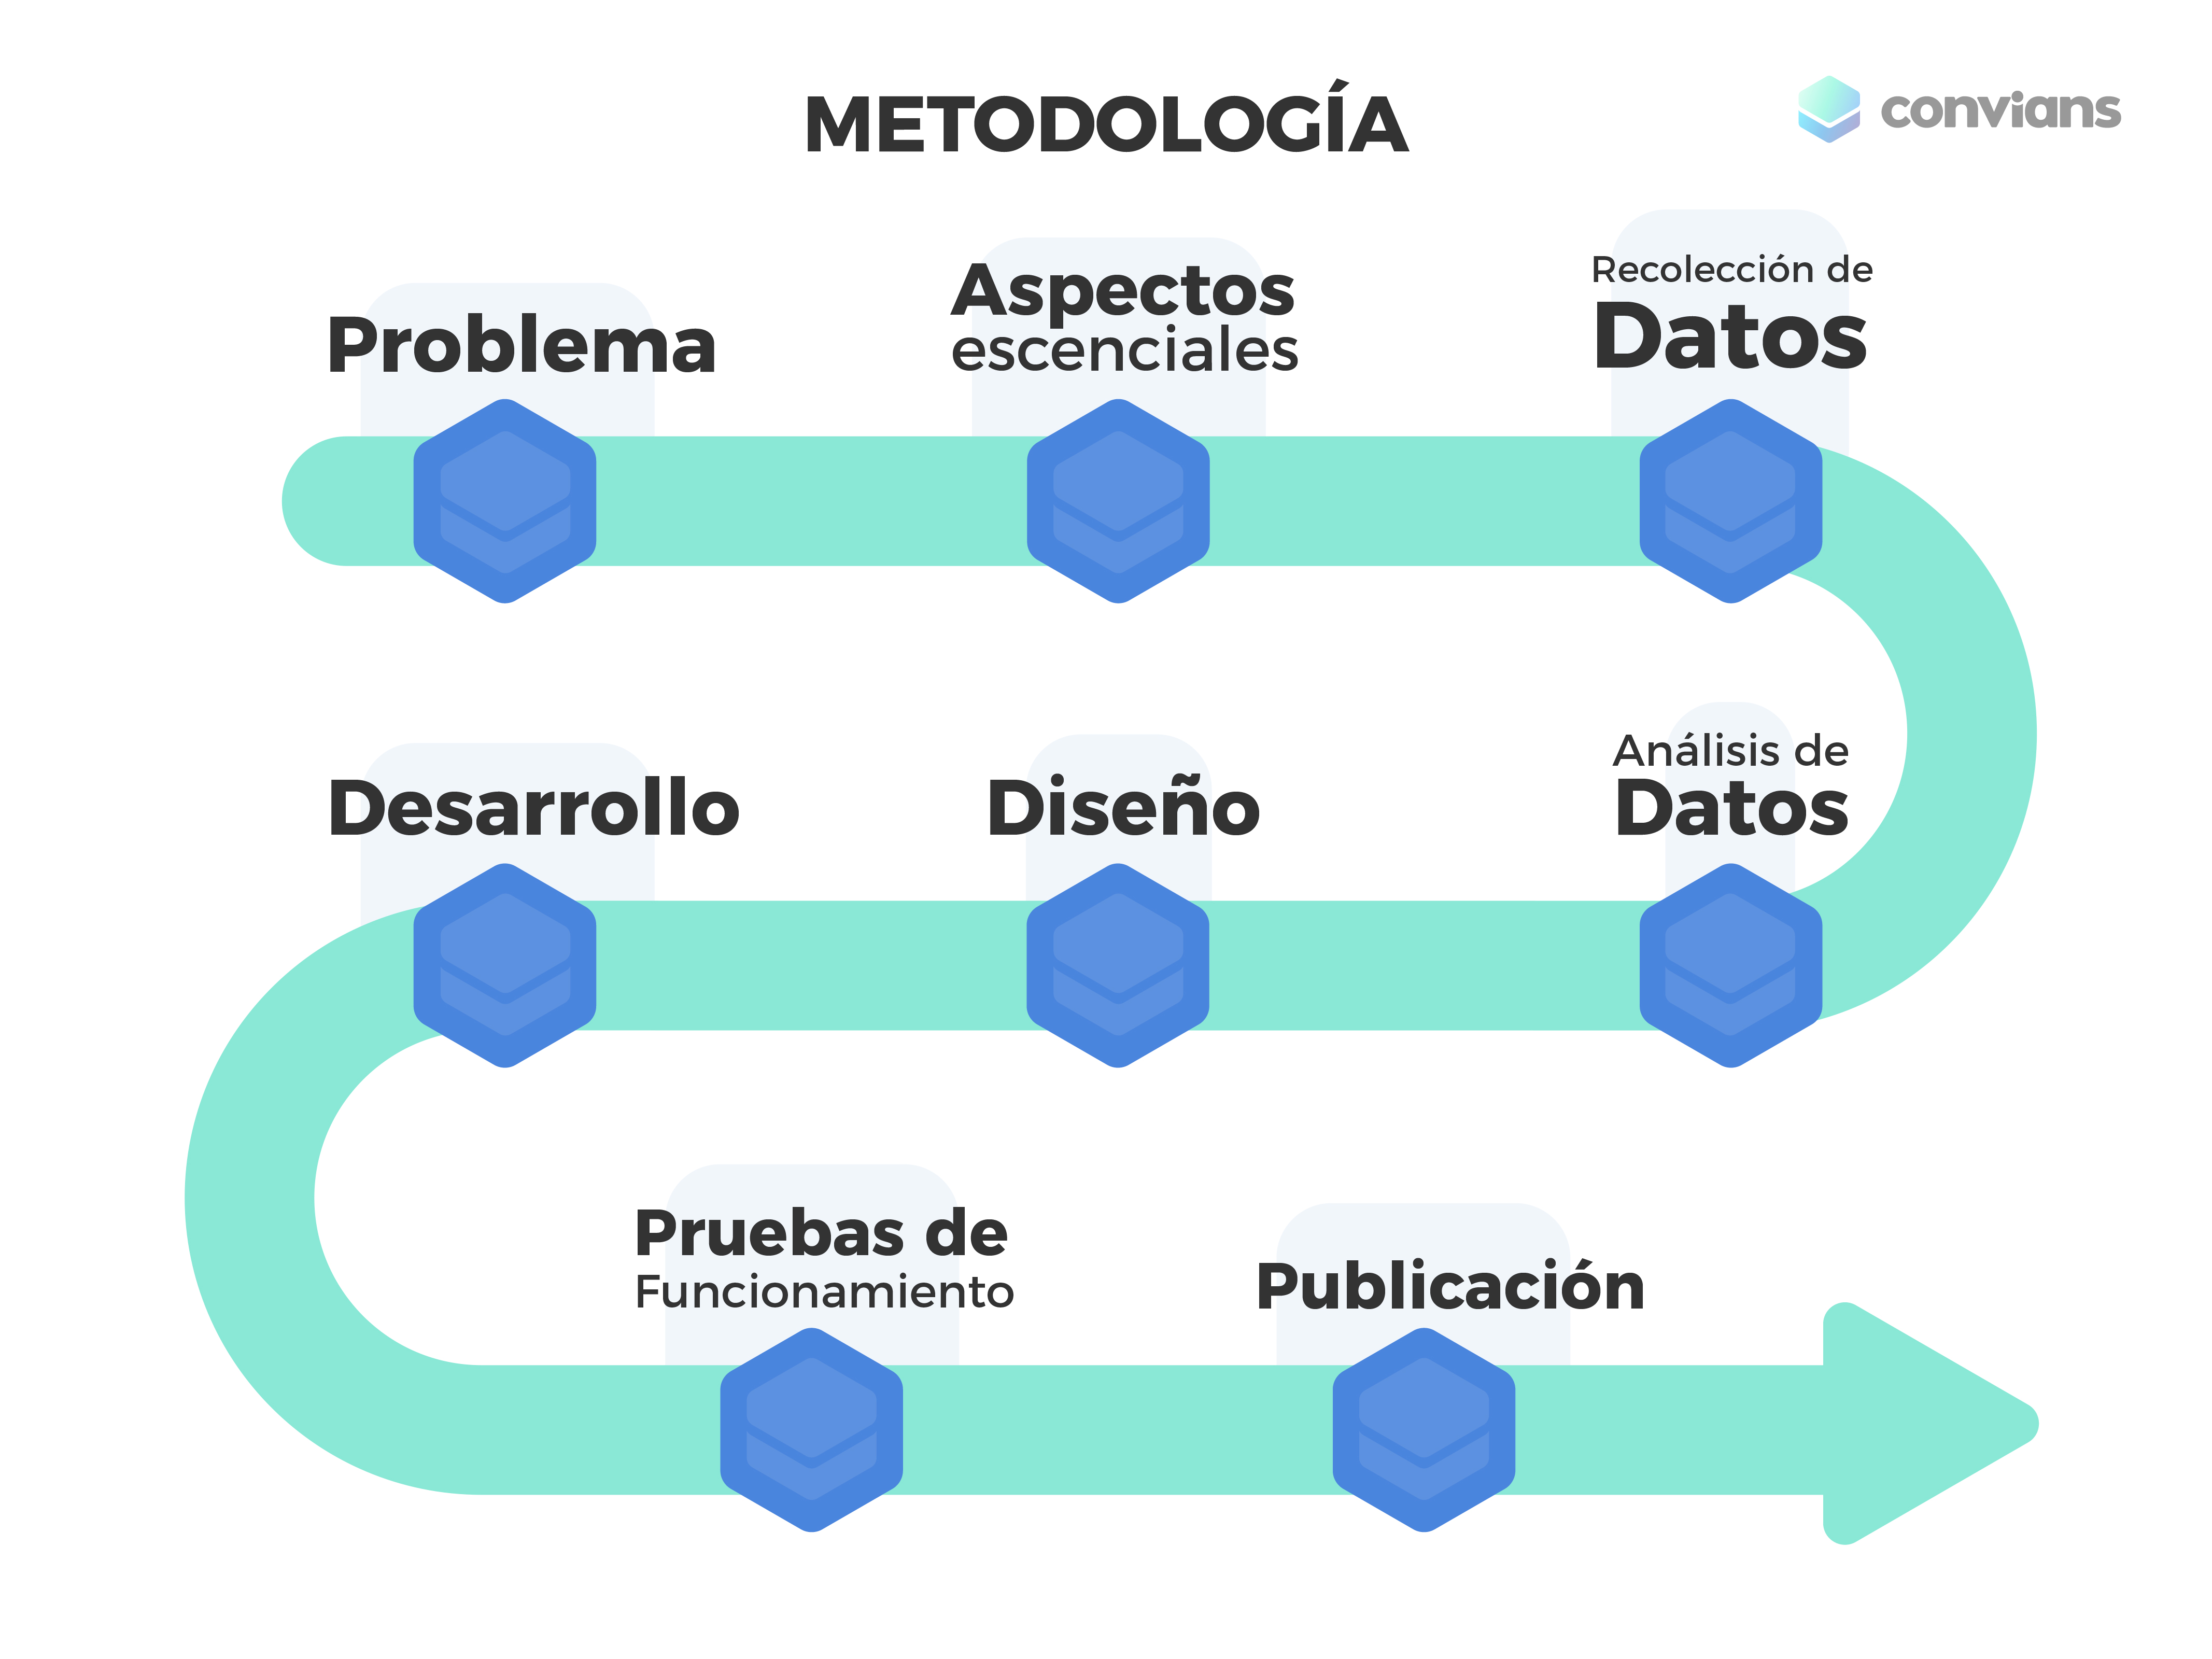 METODOLOGÍA
convians
Problema
Aspectos
escenciales
Recolección de
Datos
Análisis de
Datos
Diseño
Desarrollo
Pruebas de
Funcionamiento
Publicación